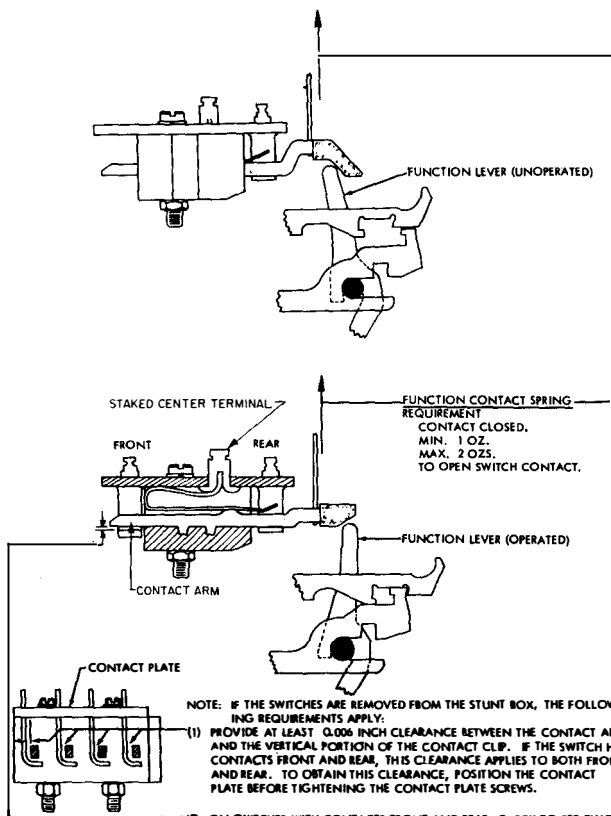 FUNCTION LEVER (UNOPERATED)
STAKED CENTER TERMINAL
FRONT
REAR
FUNCTION CONTACT SPRING
REQUIREMENT
CONTACT CLOSED.
MIN. 1 OZ.
MAX. 2 OZS.
TO OPEN SWITCH CONTACT.
FUNCTION LEVER (OPERATED)
CONTACT ARM
CONTACT PLATE
NOTE: IF THE SWITCHES ARE REMOVED FROM THE STUNT BOX, THE FOLLOW
ING REQUIREMENTS APPLY:
(1) PROVIDE AT LEAST 0.006 INCH CLEARANCE BETWEEN THE CONTACT
AND THE VERTICAL PORTION OF THE CONTACT CLIP. IF THE SWITCH
CONTACTS FRONT AND REAR, THIS CLEARANCE APPLIES TO BOTH
AND REAR. TO OBTAIN THIS CLEARANCE, POSITION THE CONTACT
PLATE BEFORE TIGHTENING THE CONTACT PLATE SCREWS.